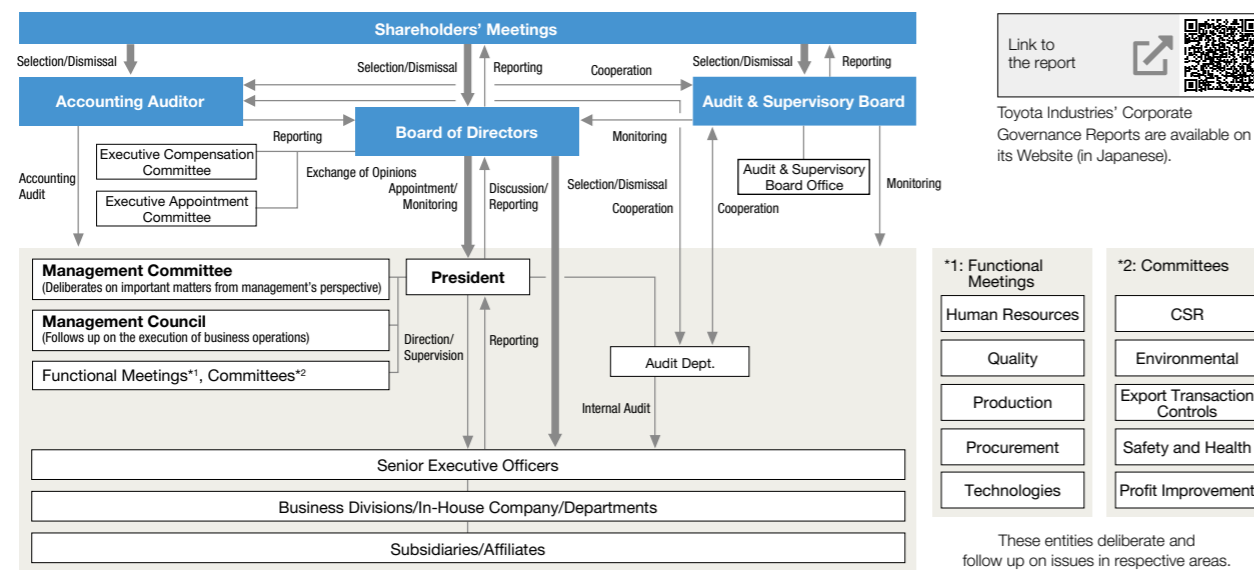 Shareholders' Meetings
Selection/Dismissal
Selection/Dismissal
Reporting
Cooperation
Selection/Dismissal
Reporting
Accounting Auditor
Board of Directors
Audit & Supervisory Board
Reporting
Monitoring
Executive Compensation
Committee
Executive Appointment
Committee
Accounting
Audit
Exchange of Opinions
Appointment/
Monitoring
Discussion/
Reporting
Selection/Dismissal
Cooperation
Cooperation
Audit & Supervisory
Board Office
Monitoring
Management Committee
(Deliberates on important matters from management's perspective)
Management Council
(Follows up on the execution of business operations)
Functional Meetings*1, Committees*2
President
Direction/
Supervision
Reporting
Audit Dept.
Internal Audit
Senior Executive Officers
Business Divisions/In-House Company/Departments
Subsidiaries/Affiliates
Link to
the report
Toyota Industries' Corporate
Governance Reports are available on
its Website (in Japanese).
*1: Functional
Meetings
Human Resources
Quality
Production
Procurement
Technologies
*2: Committees
CSR
Environmental
Export Transaction
Controls
Safety and Health
Profit Improvement
These entities deliberate and
follow up on issues in respective areas.